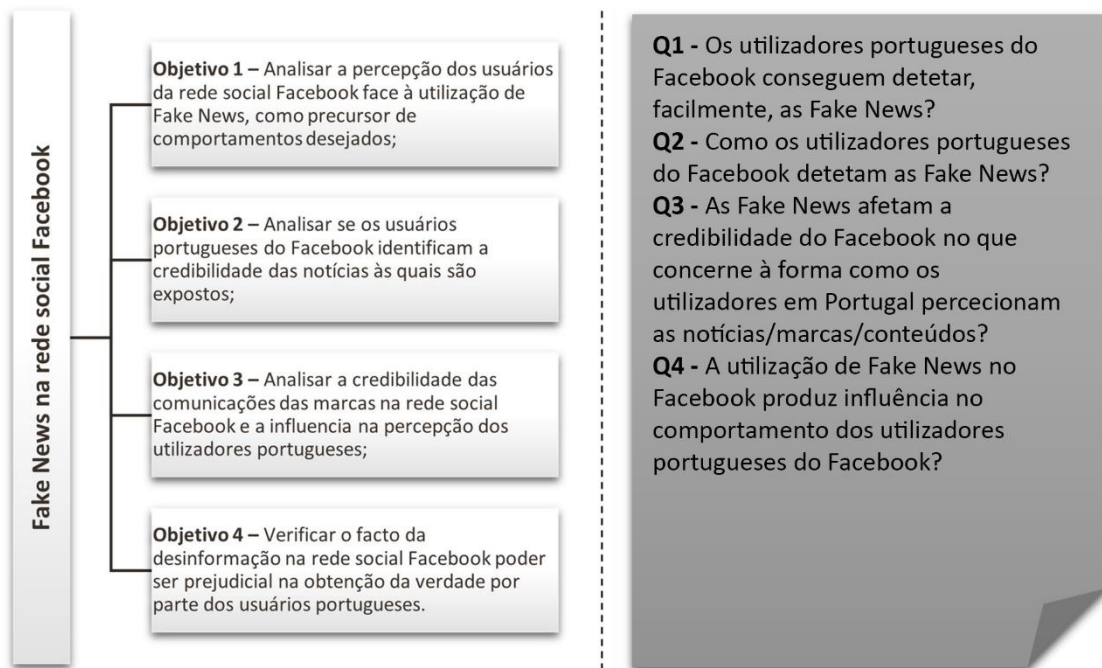 Fake News na rede social Facebook
Objetivo 1 – Analisar a percepção dos usuários
da rede social Facebook face à utilização de
Fake News, como precursor de
comportamentos desejados;
Objetivo 2 – Analisar se os usuários
portugueses do Facebook identificam a
credibilidade das notícias às quais são
expostos;
Objetivo 3 – Analisar a credibilidade das
comunicações das marcas na rede social
Facebook e a influencia na percepção dos
utilizadores portugueses;
Objetivo 4 – Verificar o facto da
desinformação na rede social Facebook poder
ser prejudicial na obtenção da verdade por
parte dos usuários portugueses.
Q1 - Os utilizadores portugueses do
Facebook conseguem detetar,
facilmente, as Fake News?
Q2 - Como os utilizadores portugueses
do Facebook detetam as Fake News?
Q3 - As Fake News afetam a
credibilidade do Facebook no que
concerne à forma como os
utilizadores em Portugal percecionam
as notícias/marcas/conteúdos?
Q4 - A utilização de Fake News no
Facebook produz influência no
comportamento dos utilizadores
portugueses do Facebook?